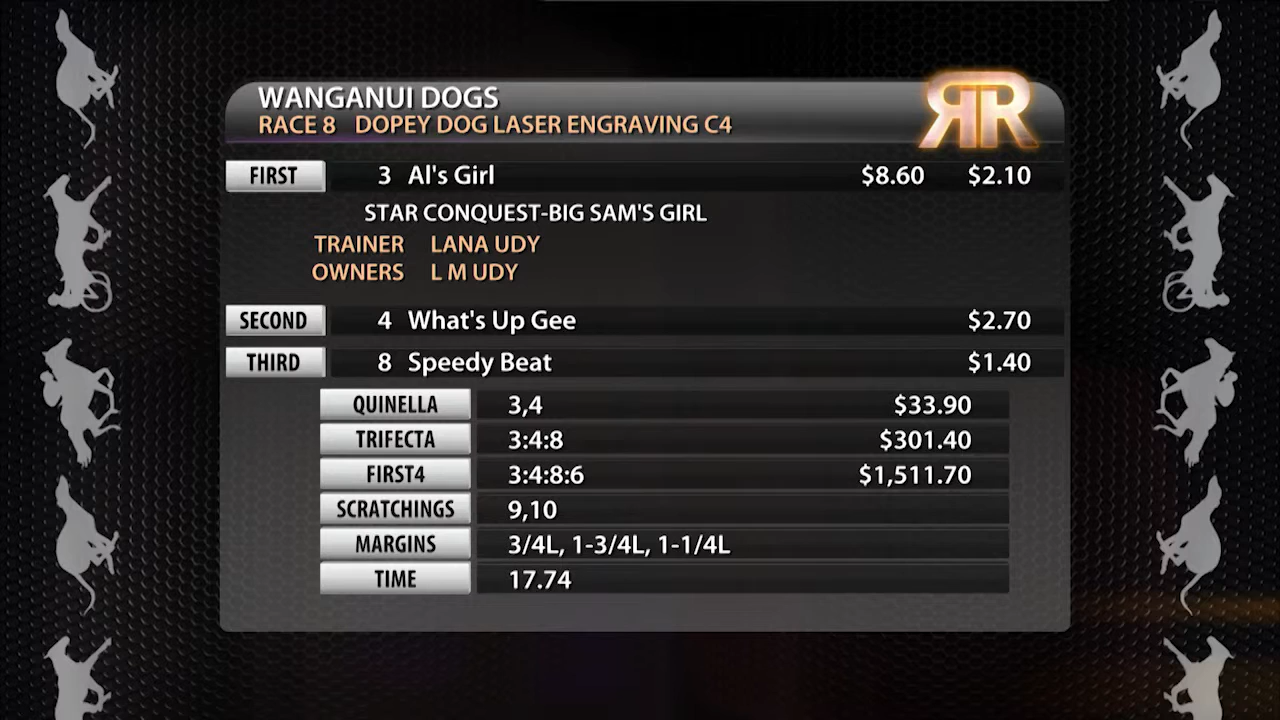 WANGANUI DOGS
RACE 8 DOPEY DOG LASER ENGRAVING C4
RR
FIRST 3 Al's Girl $8.60 $2.10
STAR CONQUEST-BIG SAM'S GIRL
TRAINER LANA UDY
OWNERS L M UDY
SECOND 4 What's Up Gee $2.70
THIRD 8 Speedy Beat $1.40
QUINELLA 3,4 $33.90
TRIFECTA 3:4:8 $301.40
FIRST4 3:4:8:6 $1,511.70
SCRATCHINGS 9,10
MARGINS 3/4L, 1-3/4L, 1-1/4L
TIME 17.74